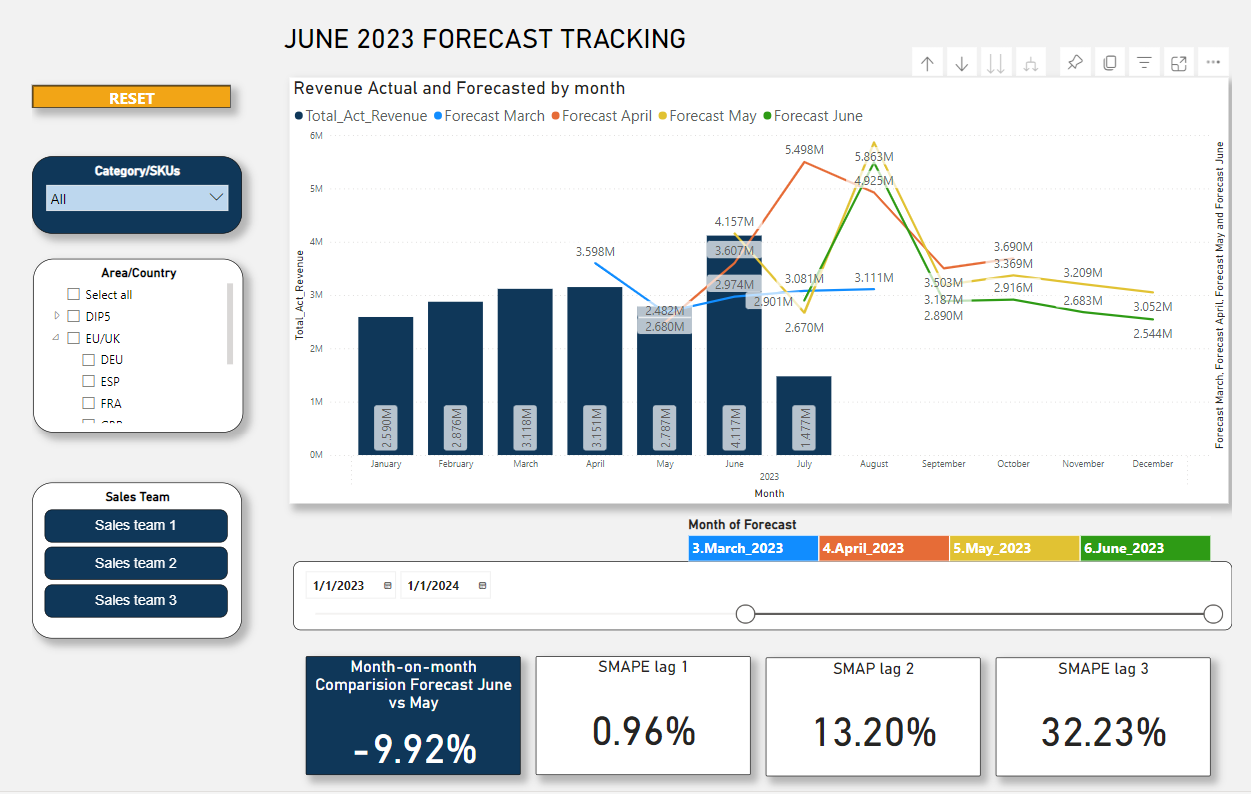 JUNE 2023 FORECAST TRACKING
RESET
Category/SKUs
All
Area/Country
Select all
DIP5
EU/UK
DEU
ESP
FRA
Sales Team
Sales team 1
Sales team 2
Sales team 3
Revenue Actual and Forecasted by month
Total_Act_Revenue Forecast March Forecast April Forecast May Forecast June
6M
5M
4M
3M
2M
1M
0M
Total_Act_Revenue
5.498M
5.863M
4.925M
4.157M
3.598M
3.607M
3.690M
3.369M
3.081M
3.111M
3.209M
2.974M
2.901M
3.503M
3.187M
2.916M
3.052M
2.482M
2.680M
2.670M
2.890M
2.683M
2.544M
2.590M
2.876M
3.118M
3.151M
2.787M
4.117M
1.477M
January February March April May June July August September October November December
2023
Month
Forecast March, Forecast April, Forecast May and Forecast June
Month of Forecast
3.March_2023 4.April_2023 5.May_2023 6.June_2023
1/1/2023 1/1/2024
Month-on-month
Comparision Forecast June
vs May
-9.92%
SMAPE lag 1
0.96%
SMAP lag 2
13.20%
SMAPE lag 3
32.23%